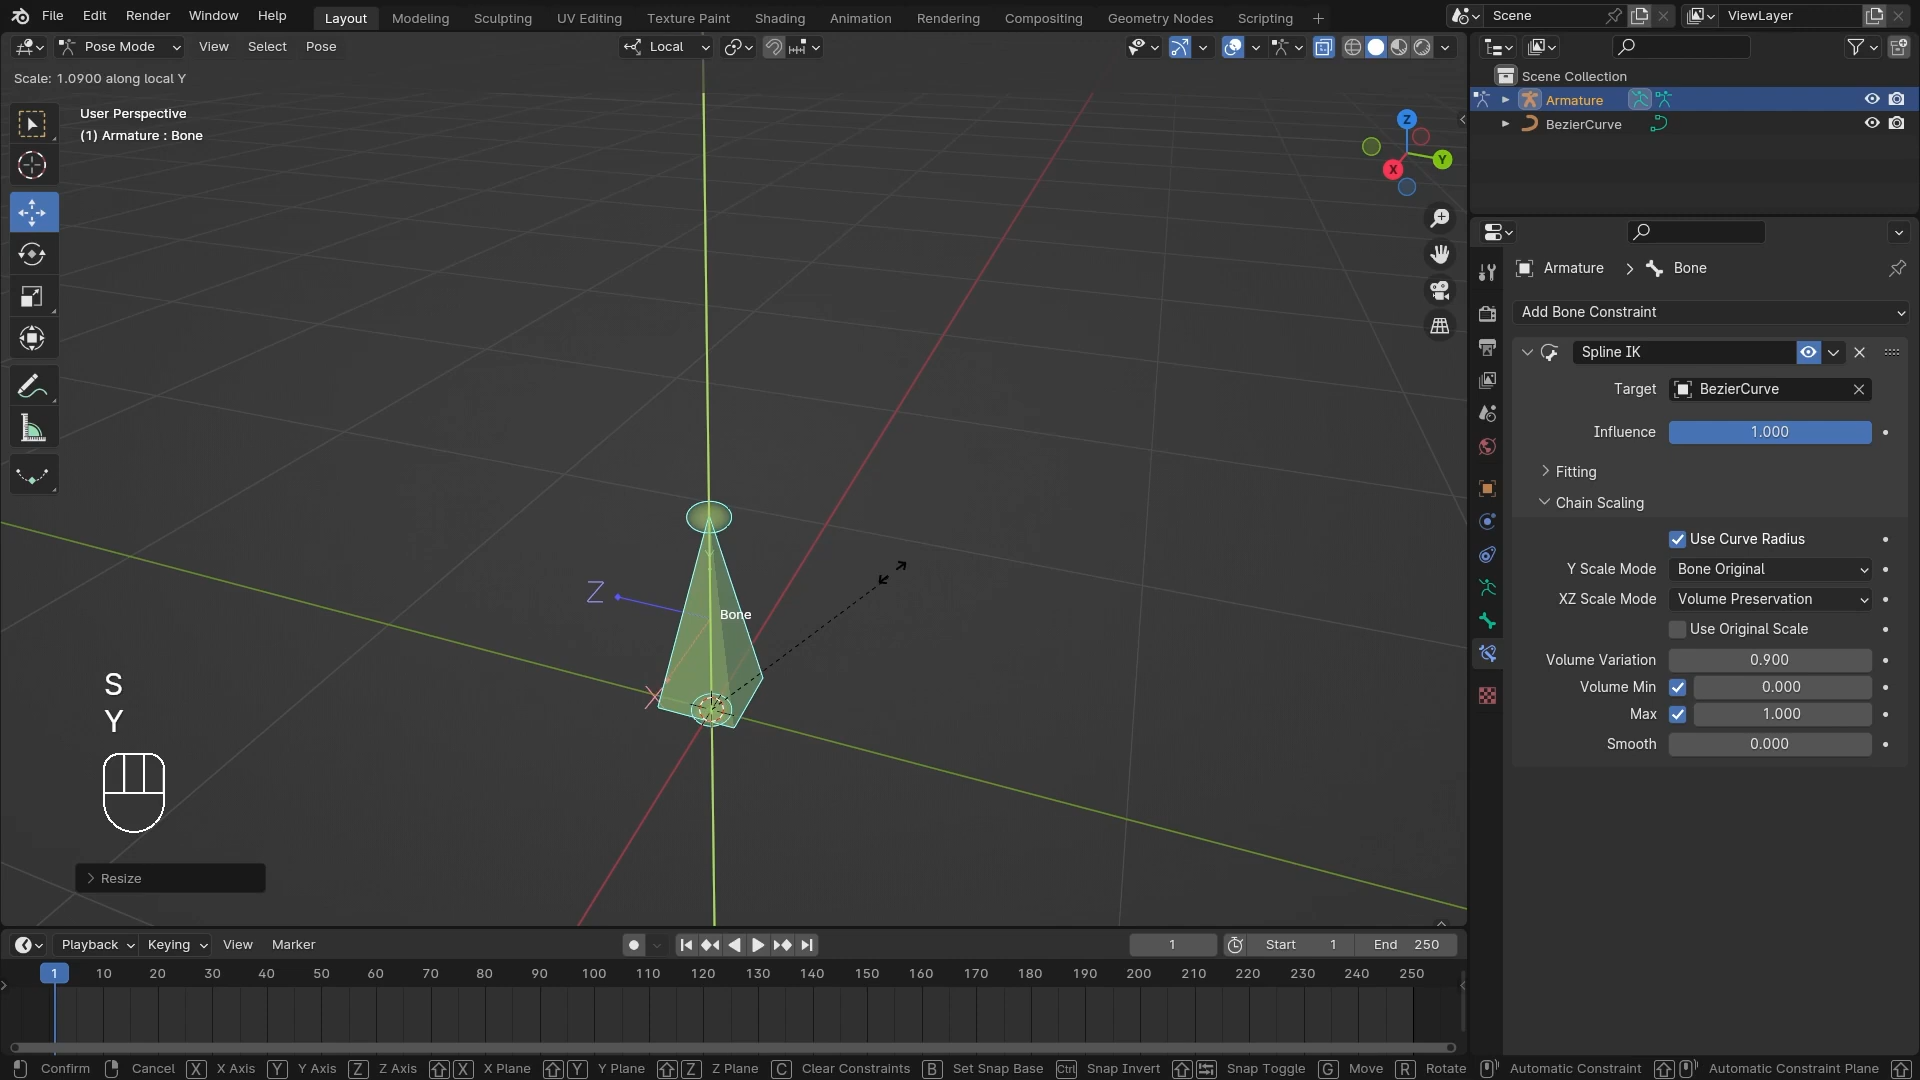 File Edit Render Window Help Layout Modeling Sculpting UV Editing Texture Paint Shading Animation Rendering Compositing Geometry Nodes Scripting + Scene ViewLayer
Pose Mode View Select Pose Local
Scale: 1.0900 along local Y
User Perspective
(1) Armature : Bone
Z
Y
X
Z
Bone
X
S
Y
Resize
Scene Collection
Armature
BezierCurve
Armature Bone
Add Bone Constraint
Spline IK
Target BezierCurve
Influence 1.000
Fitting
Chain Scaling
Use Curve Radius
Y Scale Mode Bone Original
XZ Scale Mode Volume Preservation
Use Original Scale
Volume Variation 0.900
Volume Min 0.000
Max 1.000
Smooth 0.000
Playback Keying View Marker 1 Start 1 End 250
1 10 20 30 40 50 60 70 80 90 100 110 120 130 140 150 160 170 180 190 200 210 220 230 240 250
Confirm Cancel X X Axis Y Y Axis Z Z Axis X X Plane Y Y Plane Z Z Plane C Clear Constraints B Set Snap Base Ctrl Snap Invert Snap Toggle G Move R Rotate Automatic Constraint Automatic Constraint Plane